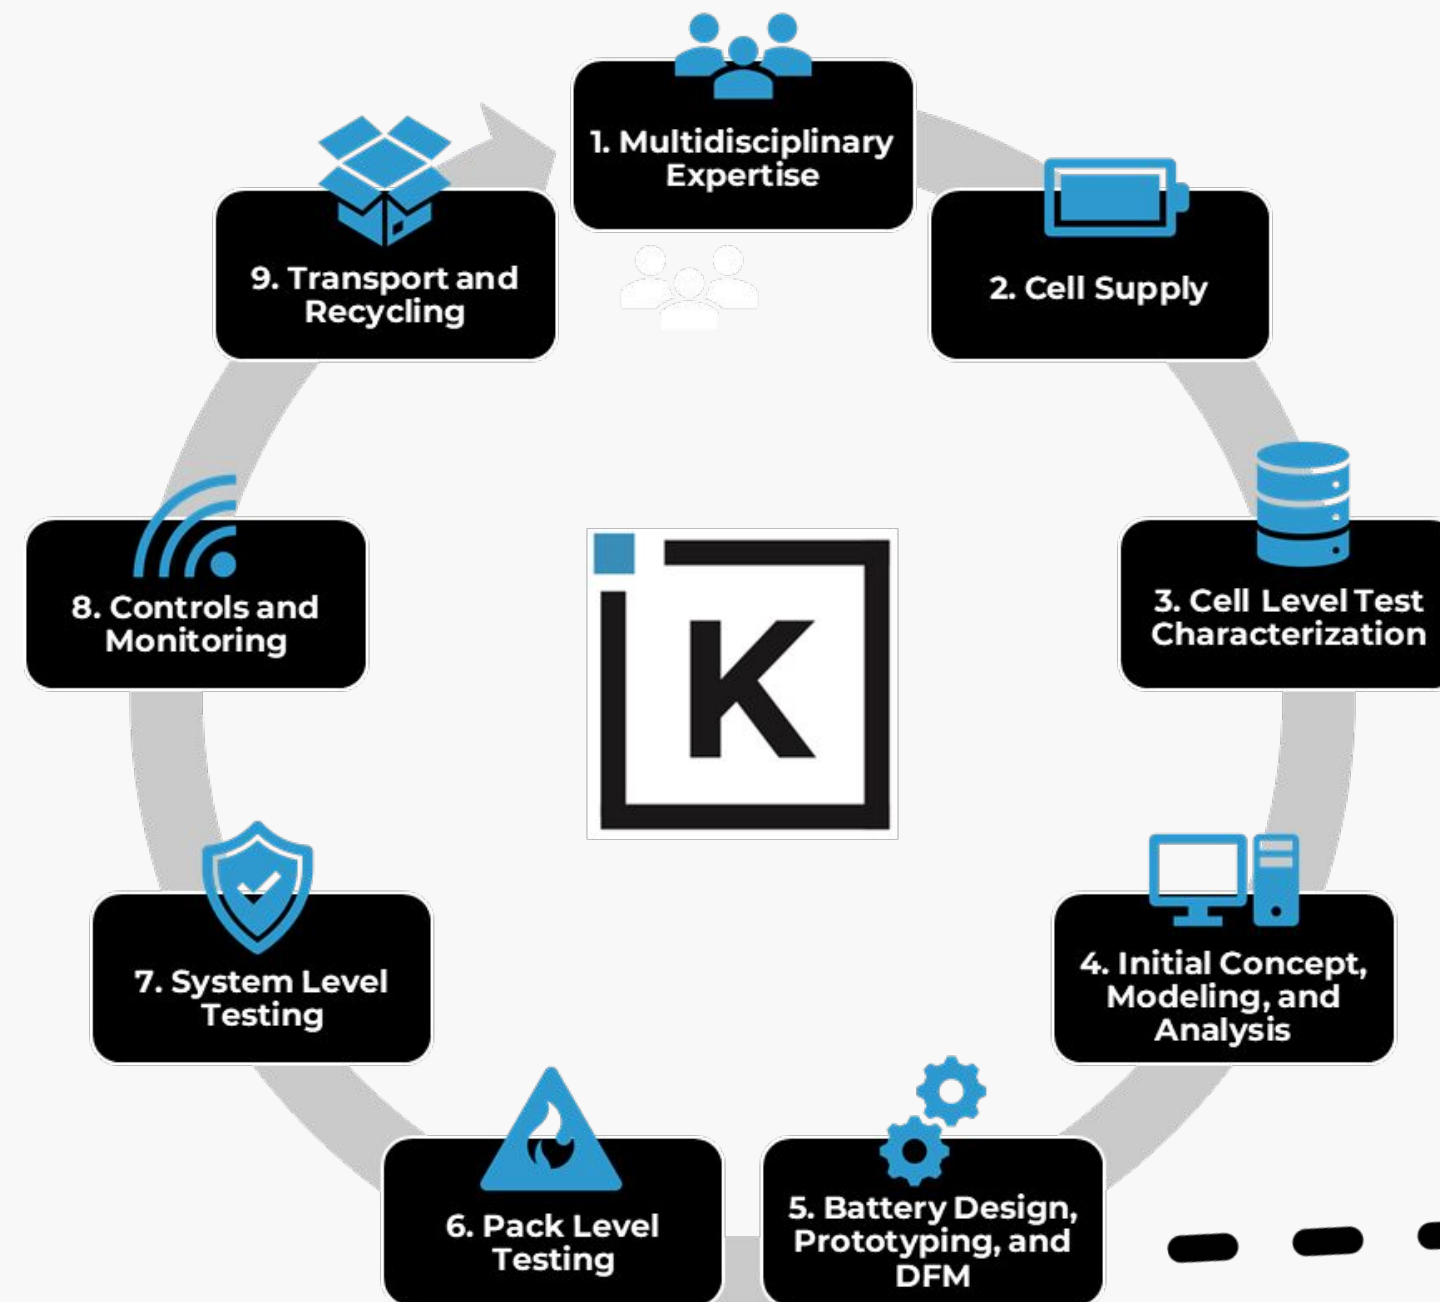 1. Multidisciplinary
Expertise
2. Cell Supply
3. Cell Level Test
Characterization
4. Initial Concept,
Modeling, and
Analysis
5. Battery Design,
Prototyping, and
DFM
6. Pack Level
Testing
7. System Level
Testing
8. Controls and
Monitoring
9. Transport and
Recycling
K